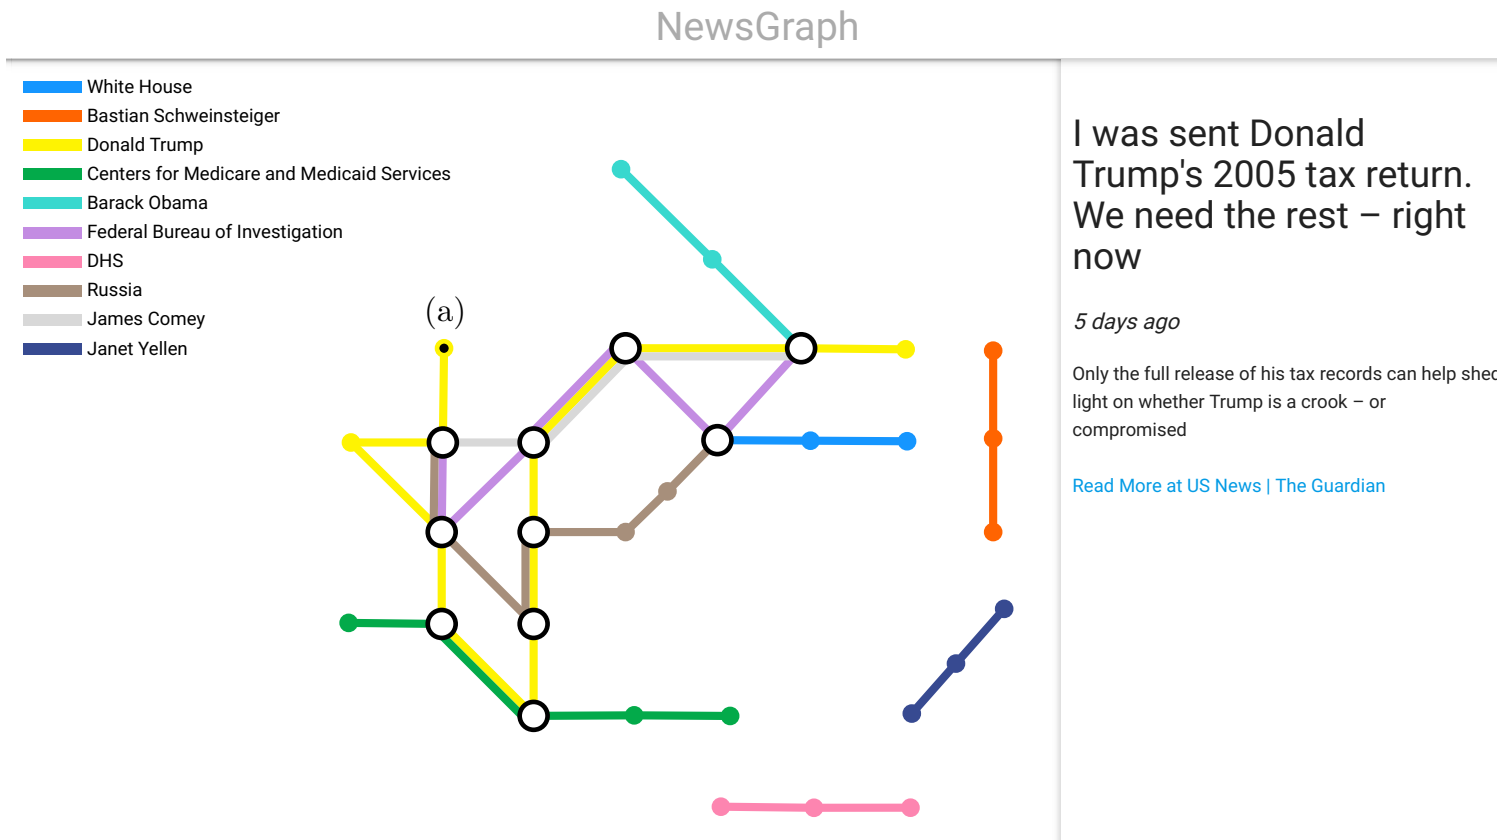 NewsGraph
White House
Bastian Schweinsteiger
Donald Trump
Centers for Medicare and Medicaid Services
Barack Obama
Federal Bureau of Investigation
DHS
Russia
James Comey
Janet Yellen
(a)
I was sent Donald
Trump's 2005 tax return.
We need the rest – right
now
5 days ago
Only the full release of his tax records can help shed
light on whether Trump is a crook – or
compromised
Read More at US News | The Guardian